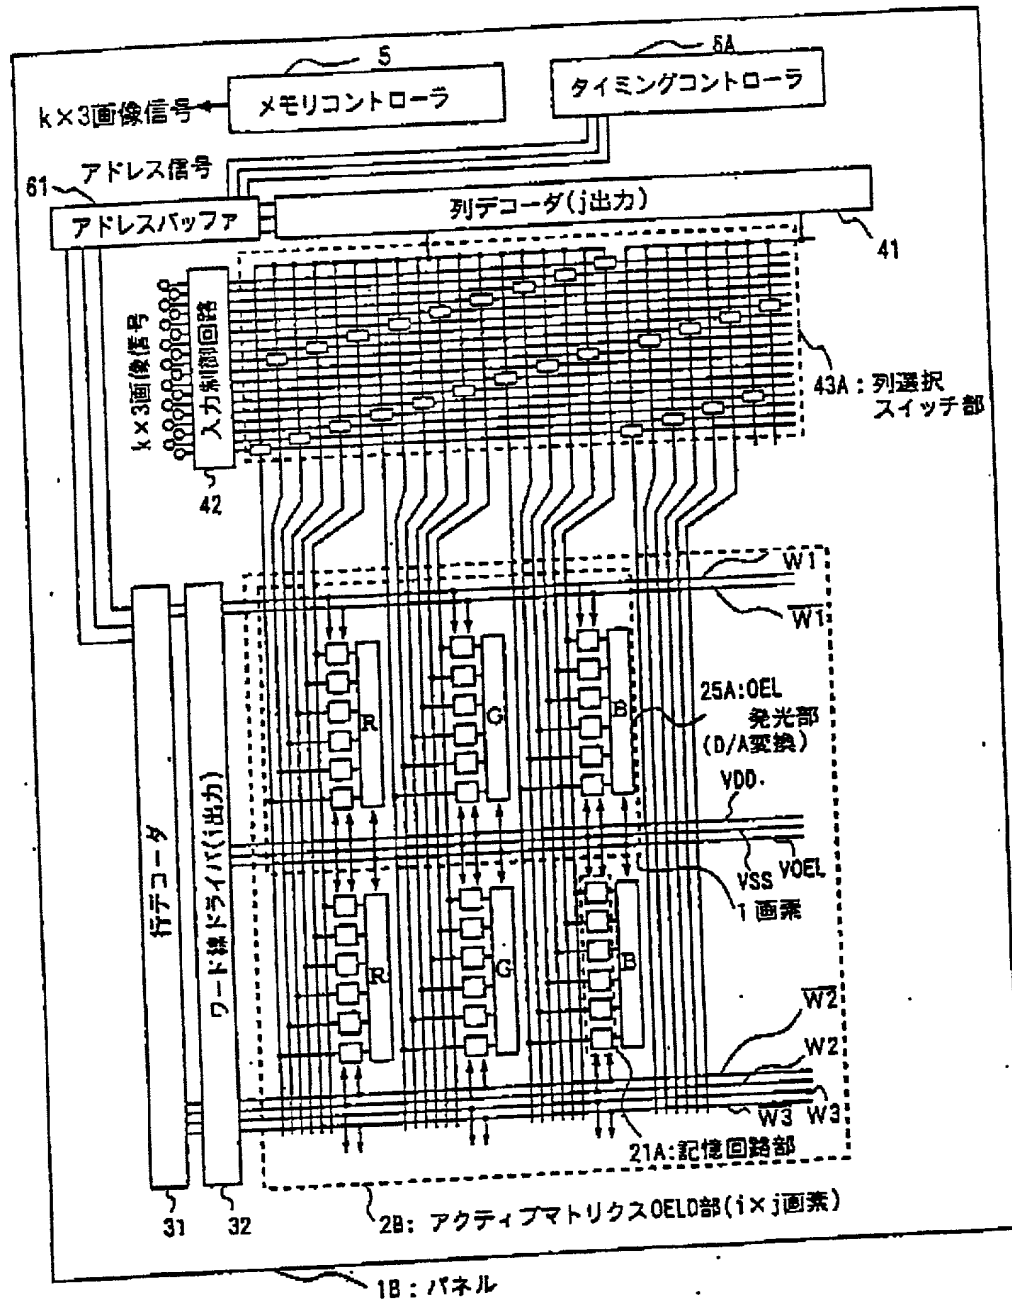 5
6A
メモリコントローラ
タイミングコントローラ
k×3画像信号
アドレス信号
61
アドレスバッファ
列デコーダ(j出力)
41
k×3画像信号
入力制御回路
42
43A:列選択
スイッチ部
W1
W1
R
G
B
25A:OEL
発光部
(D/A変換)
VDD
VSS
VOEL
1画素
行デコーダ
ワード線ドライバ(i出力)
R
G
B
W2
W2
W3
W3
21A:記憶回路部
31
32
2B:アクティブマトリクスOELD部(i×j画素)
1B:パネル